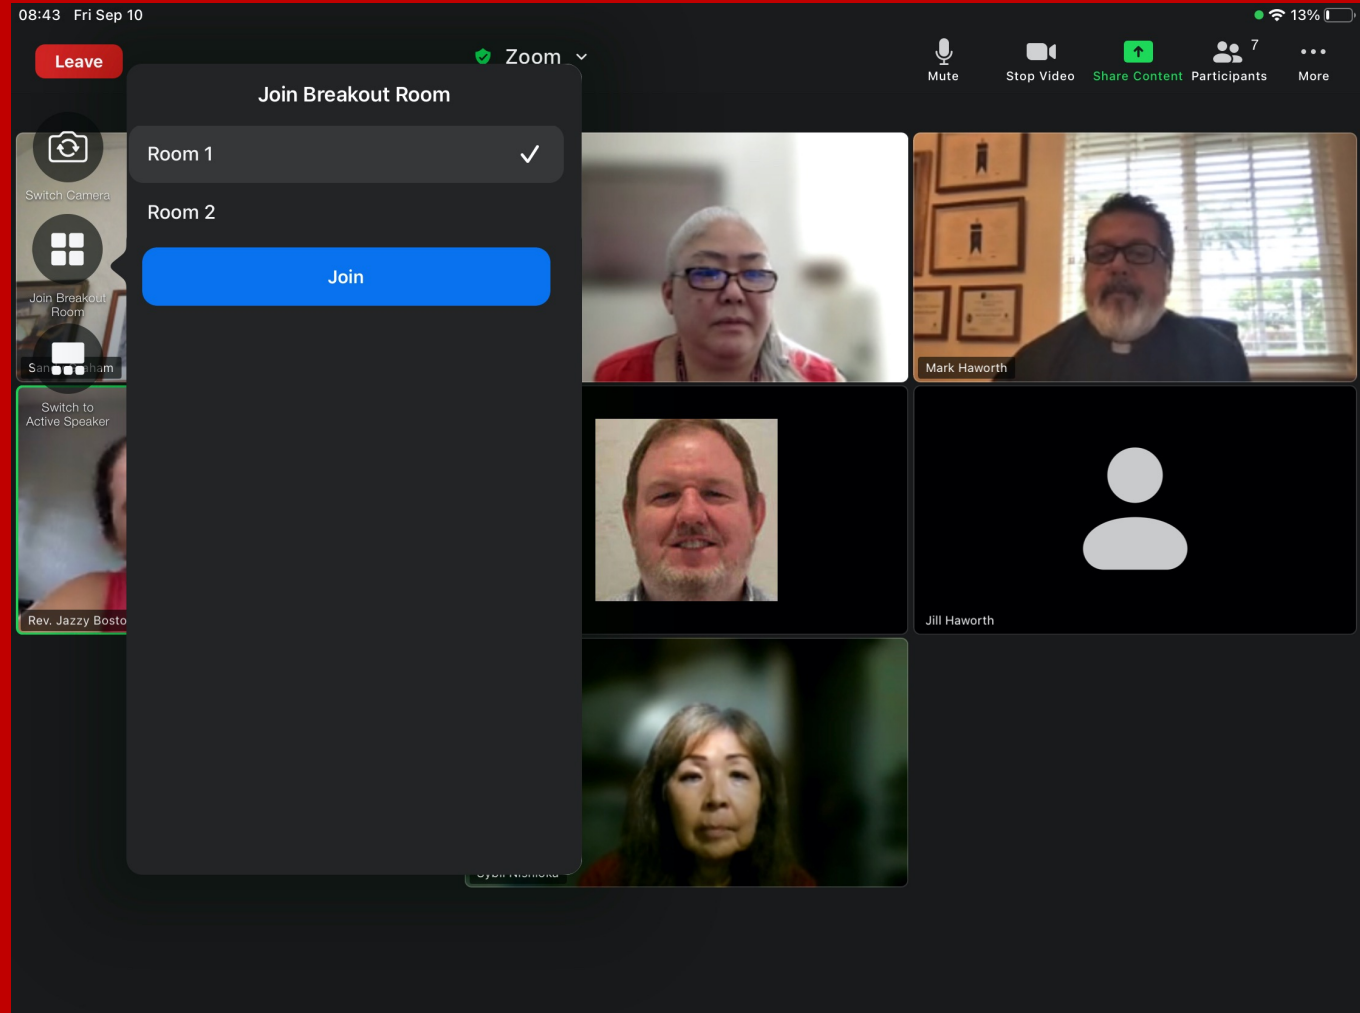 08:43 Fri Sep 10
13%
Leave
Zoom
7
Mute
Stop Video
Share Content
Participants
More
Join Breakout Room
Room 1
Room 2
Join
Switch Camera
Join Breakout
Room
Switch to
Active Speaker
Mark Haworth
Rev. Jazzy Bosto
Jill Haworth
Sybil Nishioka